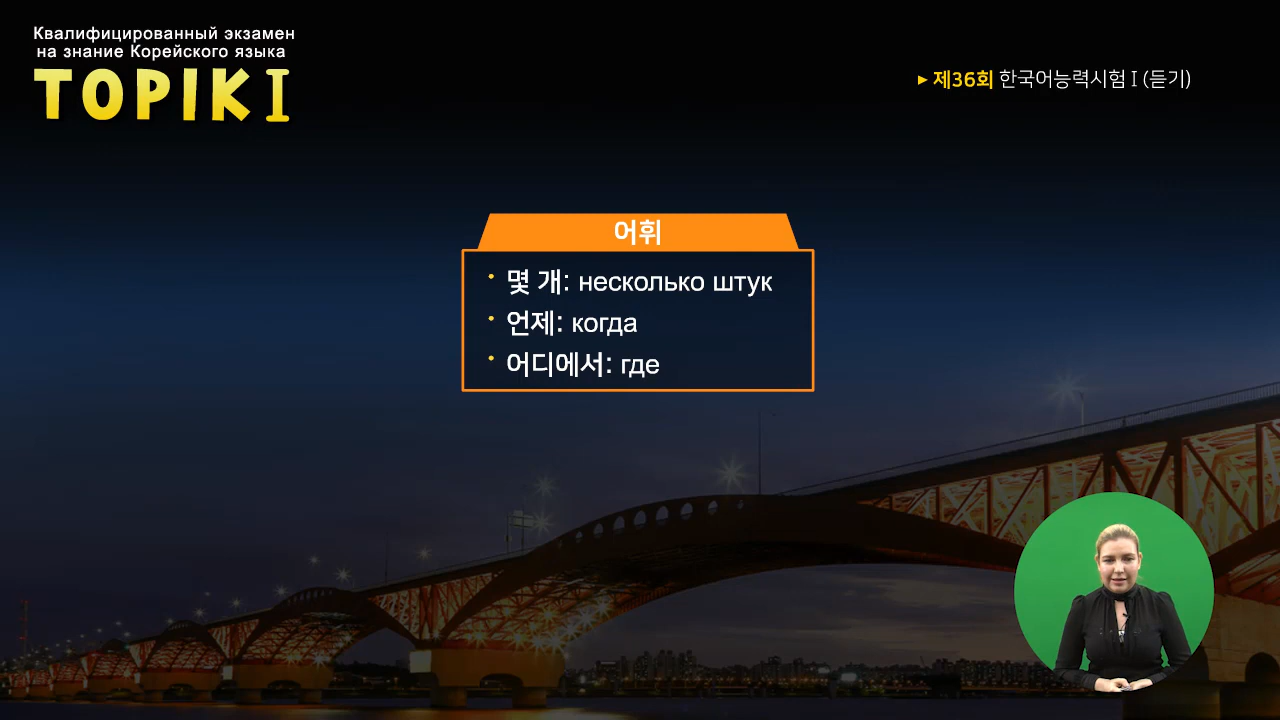 Квалифицированный экзамен
на знание Корейского языка
TOPIK I
▸ 제36회 한국어능력시험 I (듣기)
어휘
• 몇 개: несколько штук
• 언제: когда
• 어디에서: где